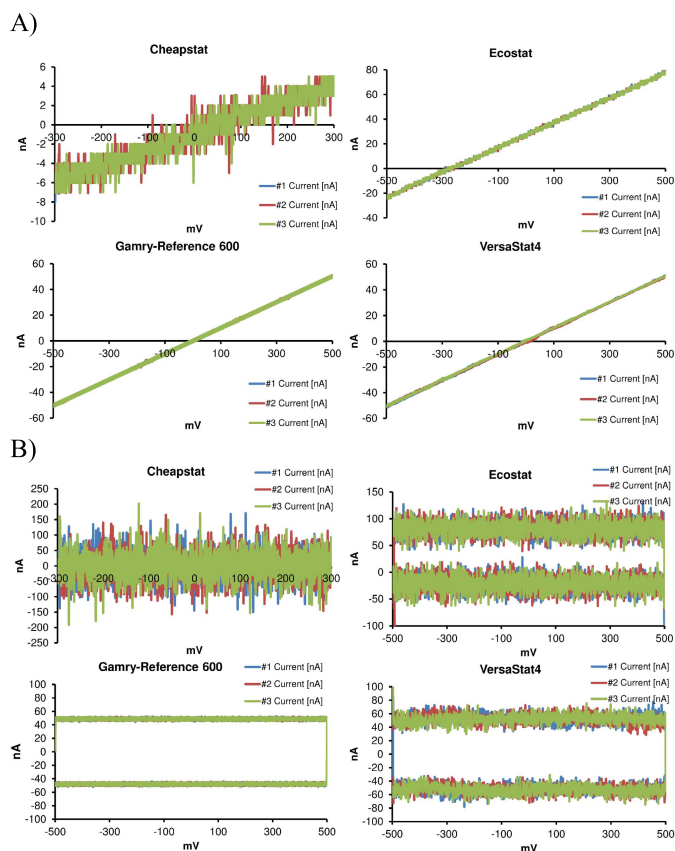 A)
Cheapstat
6
4
2
0
-2
-4
-6
-8
-10
-300 -200 -100 0 100 200 300
nA
mV
#1 Current [nA]
#2 Current [nA]
#3 Current [nA]
Ecostat
80
60
40
20
0
-20
-40
-500 -300 -100 100 300 500
nA
mV
#1 Current [nA]
#2 Current [nA]
#3 Current [nA]
Gamry-Reference 600
60
40
20
0
-20
-40
-60
-500 -300 -100 100 300 500
nA
mV
#1 Current [nA]
#2 Current [nA]
#3 Current [nA]
VersaStat4
60
40
20
0
-20
-40
-60
-500 -300 -100 100 300 500
nA
mV
#1 Current [nA]
#2 Current [nA]
#3 Current [nA]
B)
Cheapstat
250
200
150
100
50
0
-50
-100
-150
-200
-250
-300 -200 -100 0 100 200 300
nA
mV
#1 Current [nA]
#2 Current [nA]
#3 Current [nA]
Ecostat
150
100
50
0
-50
-100
-500 -300 -100 100 300 500
nA
mV
#1 Current [nA]
#2 Current [nA]
#3 Current [nA]
Gamry-Reference 600
100
80
60
40
20
0
-20
-40
-60
-80
-100
-500 -300 -100 100 300 500
nA
mV
#1 Current [nA]
#2 Current [nA]
#3 Current [nA]
VersaStat4
100
80
60
40
20
0
-20
-40
-60
-80
-100
-500 -300 -100 100 300 500
nA
mV
#1 Current [nA]
#2 Current [nA]
#3 Current [nA]